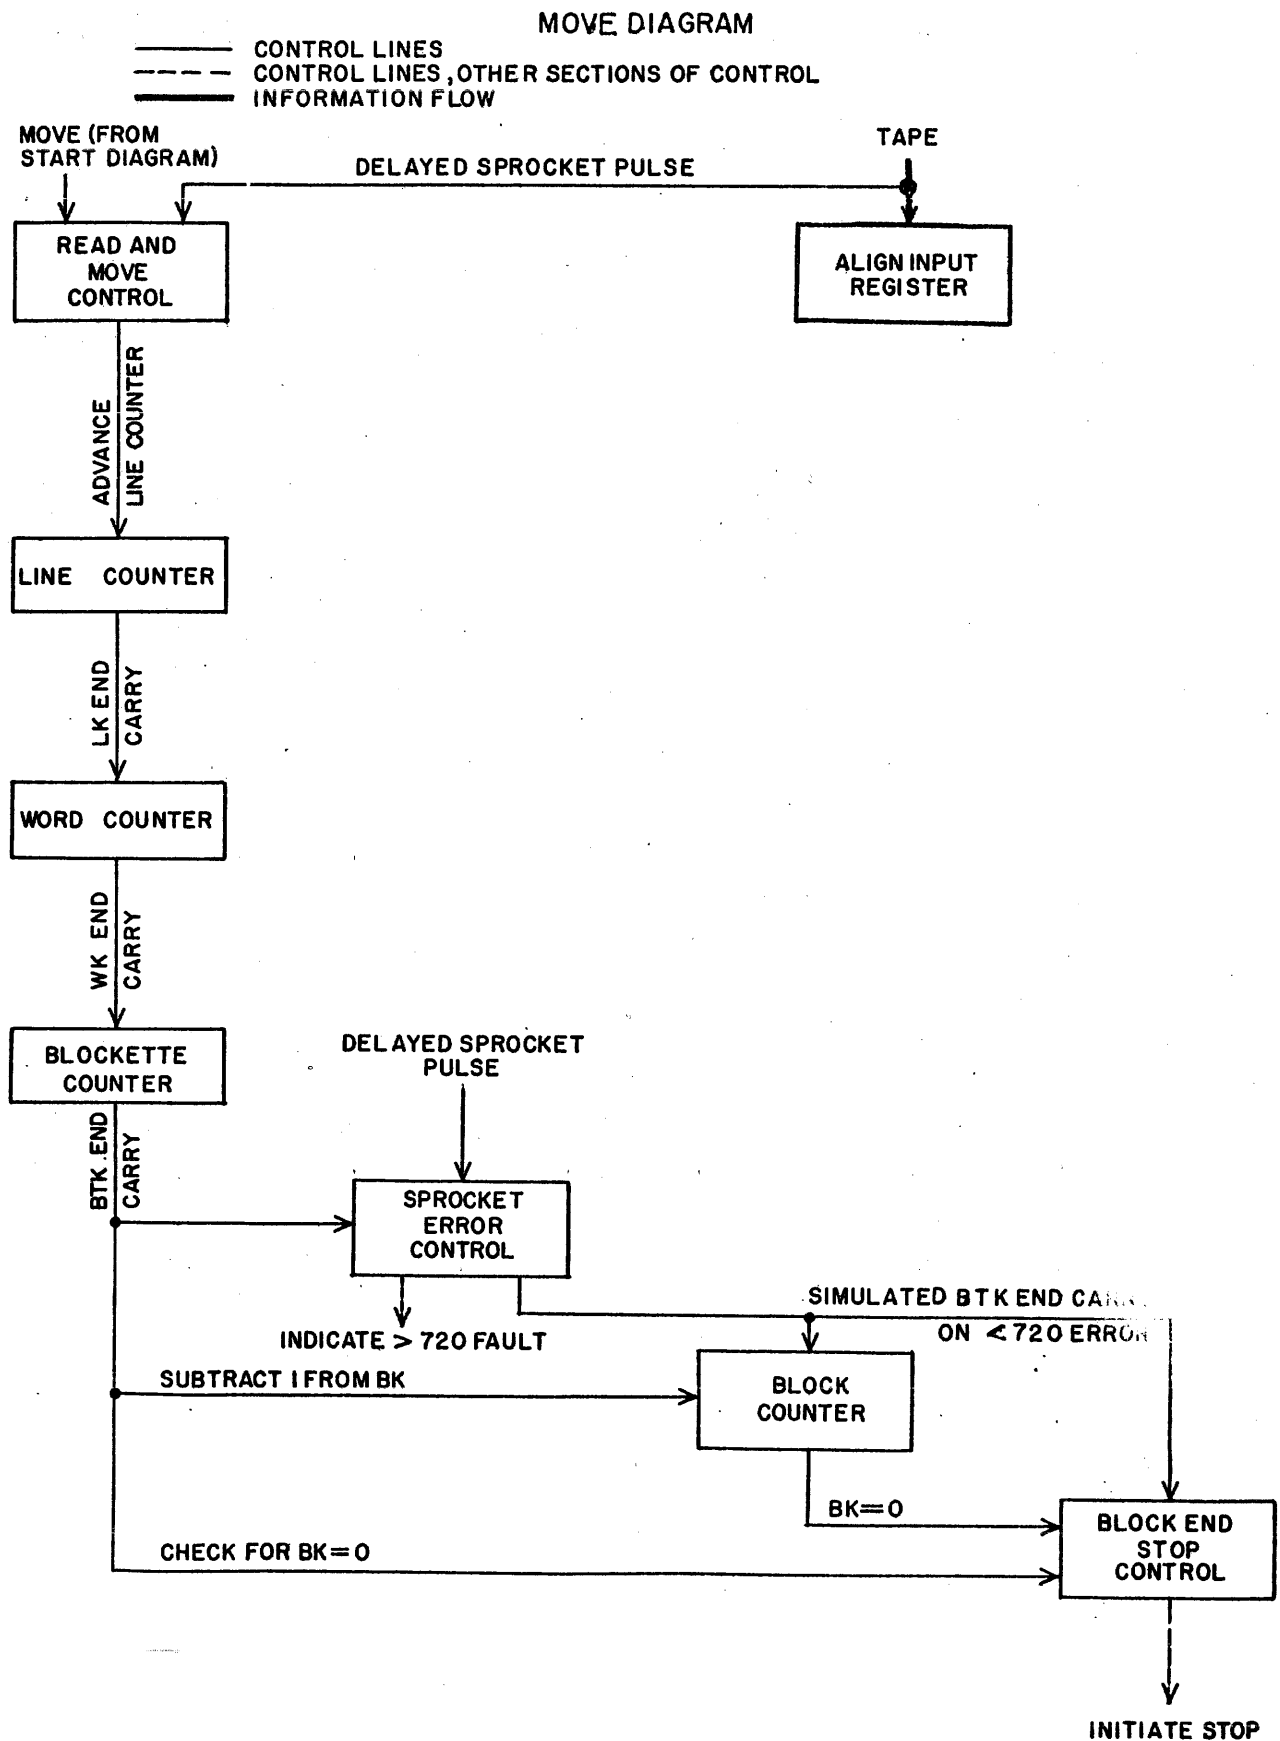 MOVE DIAGRAM
CONTROL LINES
CONTROL LINES, OTHER SECTIONS OF CONTROL
INFORMATION FLOW
MOVE (FROM
START DIAGRAM)
DELAYED SPROCKET PULSE
TAPE
READ AND
MOVE
CONTROL
ALIGN INPUT
REGISTER
ADVANCE
LINE COUNTER
LINE COUNTER
LK END
CARRY
WORD COUNTER
WK END
CARRY
BLOCKETTE
COUNTER
DELAYED SPROCKET
PULSE
BTK. END
CARRY
SPROCKET
ERROR
CONTROL
INDICATE > 720 FAULT
SIMULATED BTK END
ON < 720 ERROR
SUBTRACT 1 FROM BK
BLOCK
COUNTER
BK=0
CHECK FOR BK=0
BLOCK END
STOP
CONTROL
INITIATE STOP